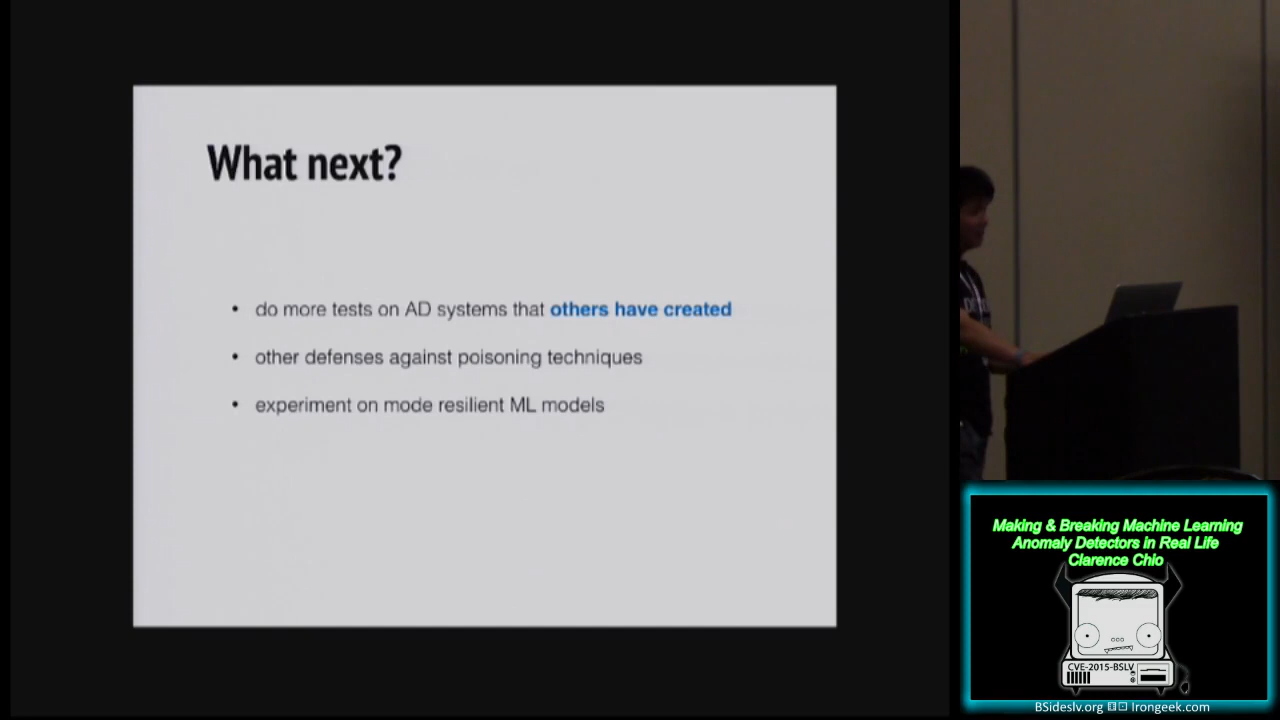 What next?
• do more tests on AD systems that others have created
• other defenses against poisoning techniques
• experiment on mode resilient ML models
Making & Breaking Machine Learning
Anomaly Detectors in Real Life
Clarence Chio
CVE-2015-BSLV
BSideslv.org Irongeek.com